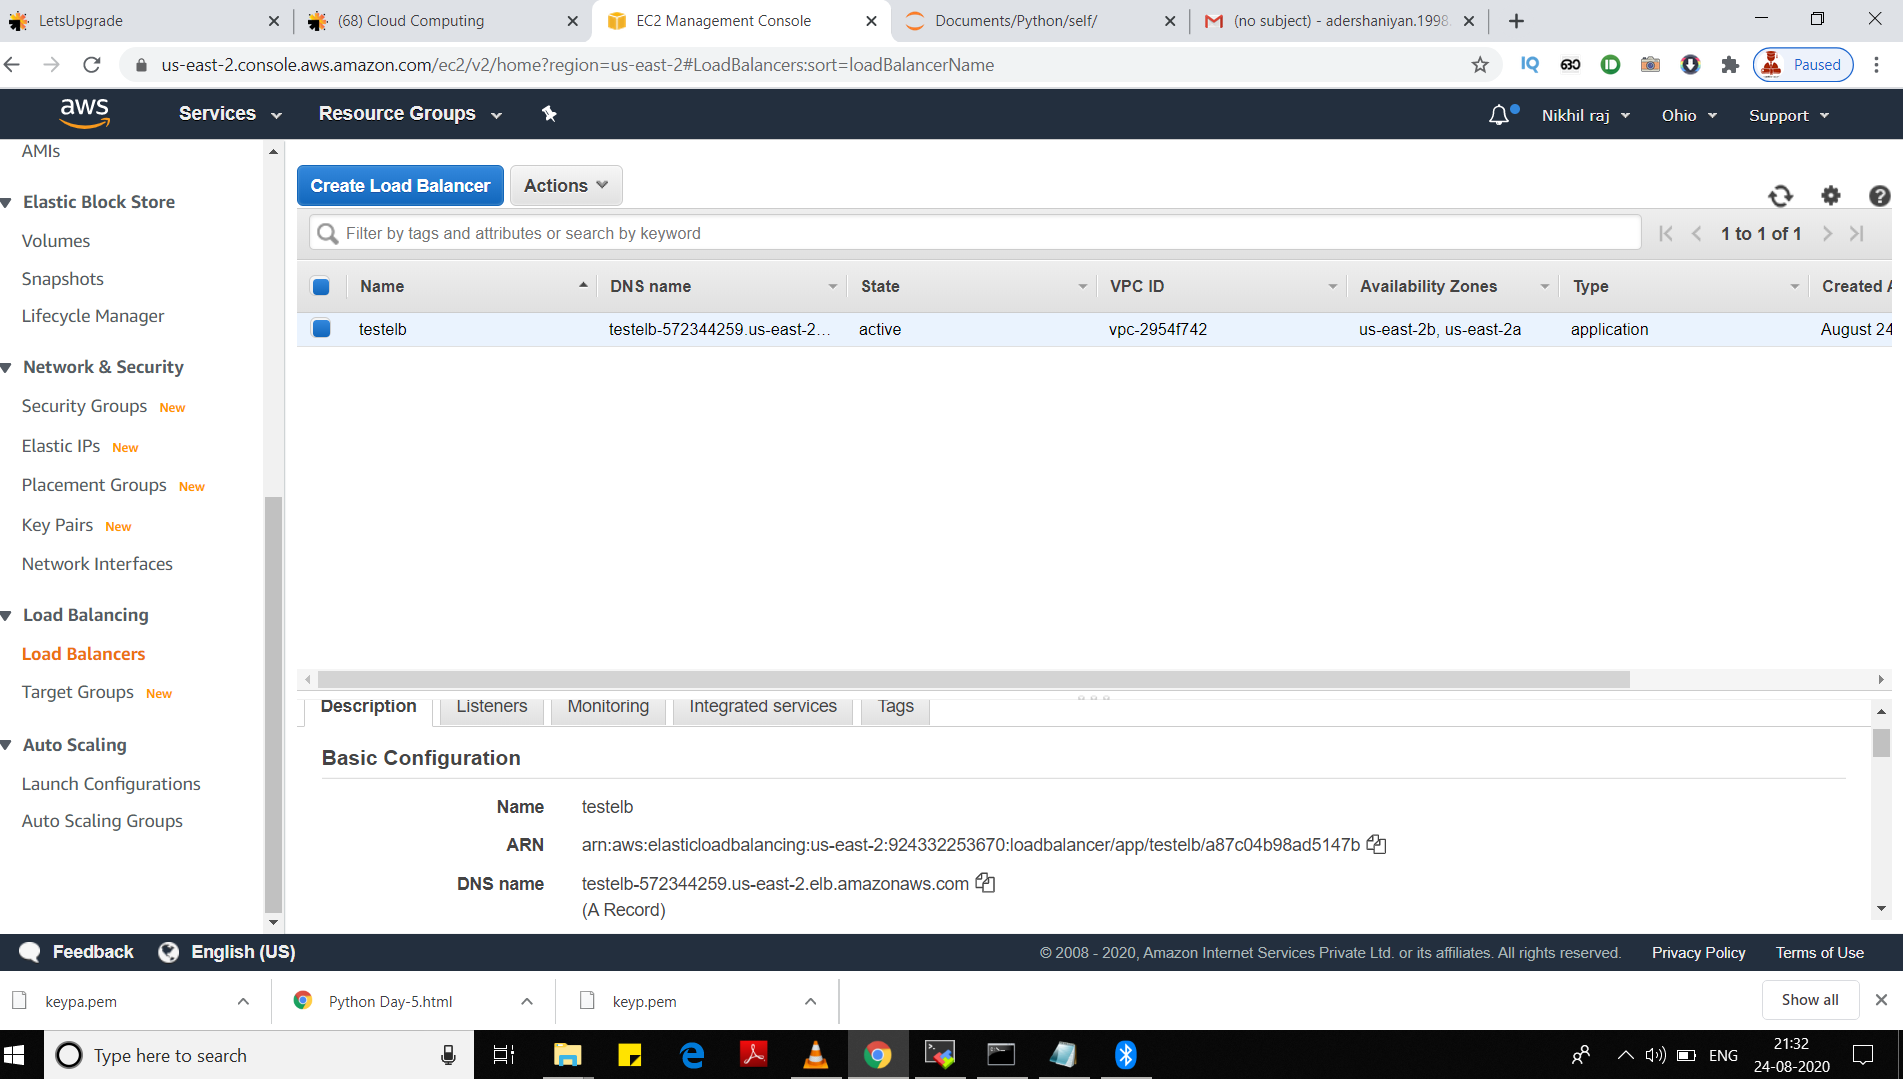 LetsUpgrade
(68) Cloud Computing
EC2 Management Console
Documents/Python/self/
(no subject) - adershaniyan.1998
us-east-2.console.aws.amazon.com/ec2/v2/home?region=us-east-2#LoadBalancers:sort=loadBalancerName
IQ
Paused
aws
Services
Resource Groups
Nikhil raj
Ohio
Support
AMIs
Elastic Block Store
Volumes
Snapshots
Lifecycle Manager
Network & Security
Security Groups New
Elastic IPs New
Placement Groups New
Key Pairs New
Network Interfaces
Load Balancing
Load Balancers
Target Groups New
Auto Scaling
Launch Configurations
Auto Scaling Groups
Create Load Balancer
Actions
Filter by tags and attributes or search by keyword
1 to 1 of 1
Name DNS name State VPC ID Availability Zones Type Created A
testelb testelb-572344259.us-east-2... active vpc-2954f742 us-east-2b, us-east-2a application August 24
Description Listeners Monitoring Integrated services Tags
Basic Configuration
Name testelb
ARN arn:aws:elasticloadbalancing:us-east-2:924332253670:loadbalancer/app/testelb/a87c04b98ad5147b
DNS name testelb-572344259.us-east-2.elb.amazonaws.com
(A Record)
Feedback
English (US)
© 2008 - 2020, Amazon Internet Services Private Ltd. or its affiliates. All rights reserved.
Privacy Policy
Terms of Use
keypa.pem
Python Day-5.html
keyp.pem
Show all
Type here to search
ENG
21:32
24-08-2020